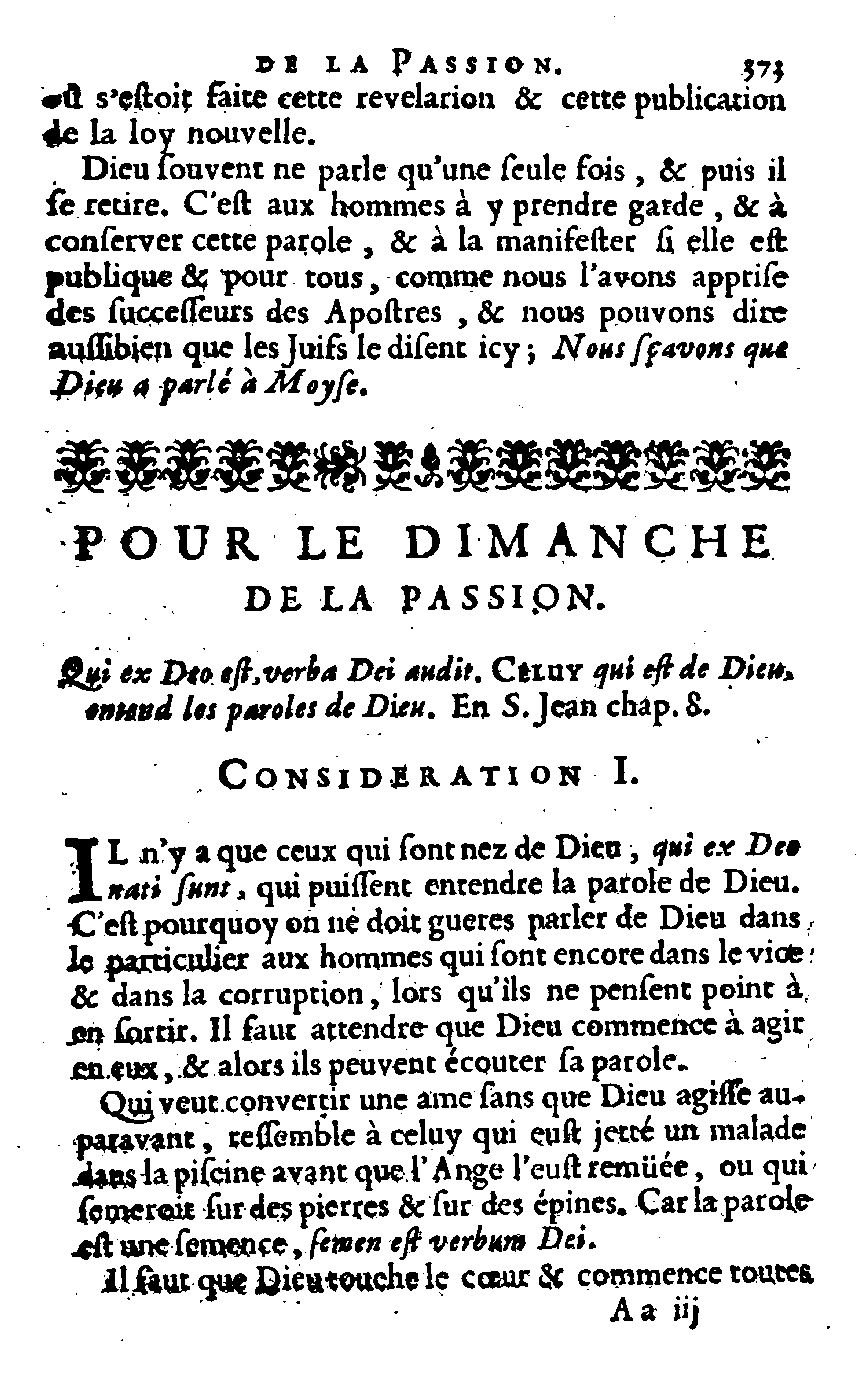 DE LA PASSION. 373
où s'eſtoit faite cette revelation & cette publication
de la loy nouvelle.
Dieu ſouvent ne parle qu'une ſeule fois, & puis il
ſe retire. C'eſt aux hommes à y prendre garde, & à
conſerver cette parole, & à la manifeſter ſi elle eſt
publique & pour tous, comme nous l'avons appriſe
des ſucceſſeurs des Apoſtres, & nous pouvons dire
auſſibien que les Juifs le diſent icy; Nous ſçavons que
Dieu a parlé à Moyſe.
POUR LE DIMANCHE
DE LA PASSION.
Qui ex Deo eſt, verba Dei audit. CELUY qui eſt de Dieu,
entend les paroles de Dieu. En S. Jean chap. 8.
CONSIDERATION I.
IL n'y a que ceux qui ſont nez de Dieu, qui ex Deo
nati ſunt, qui puiſſent entendre la parole de Dieu.
C'eſt pourquoy on ne doit gueres parler de Dieu dans
le particulier aux hommes qui ſont encore dans le vice
& dans la corruption, lors qu'ils ne penſent point à
en ſortir. Il faut attendre que Dieu commence à agir
en eux, & alors ils peuvent écouter ſa parole.
Qui veut convertir une ame ſans que Dieu agiſſe au-
paravant, reſſemble à celuy qui euſt jetté un malade
dans la piſcine avant que l'Ange l'euſt remüée, ou qui
ſemeroit ſur des pierres & ſur des épines. Car la parole
eſt une ſemence, ſemen eſt verbum Dei.
Il faut que Dieu touche le cœur & commence toutes
A a iij